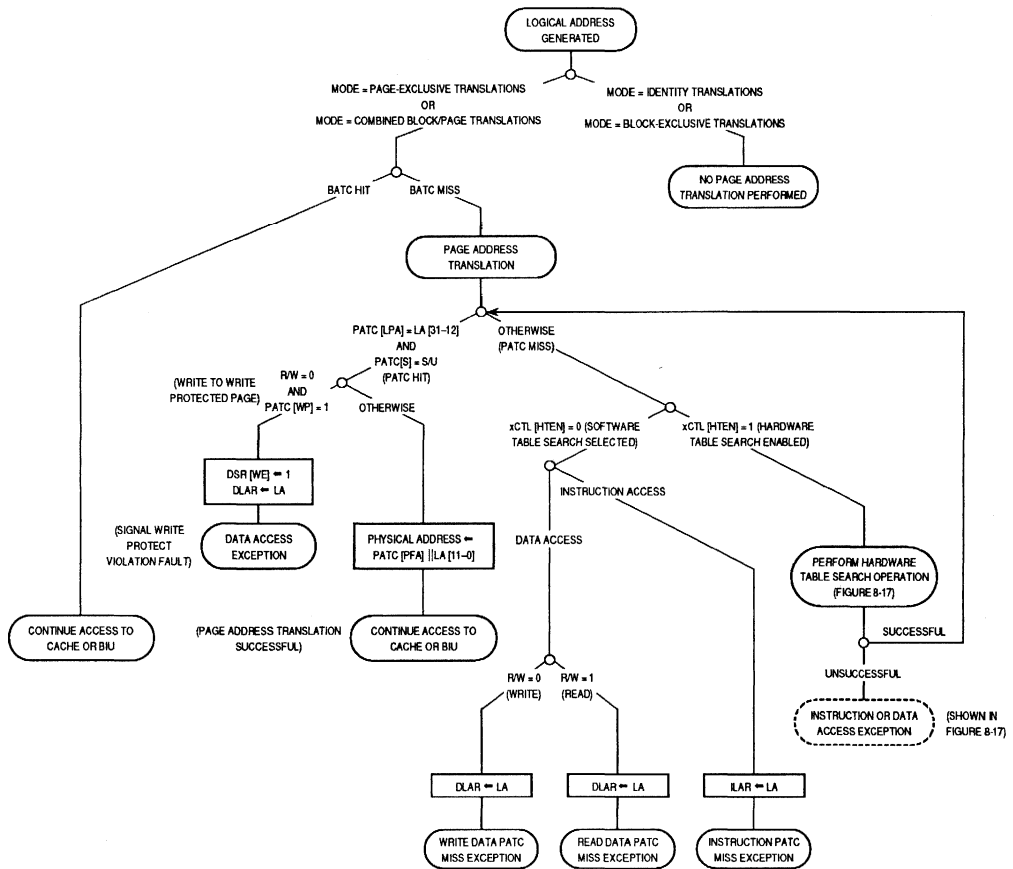 LOGICAL ADDRESS
GENERATED
MODE = PAGE-EXCLUSIVE TRANSLATIONS
OR
MODE = COMBINED BLOCK/PAGE TRANSLATIONS
MODE = IDENTITY TRANSLATIONS
OR
MODE = BLOCK-EXCLUSIVE TRANSLATIONS
NO PAGE ADDRESS
TRANSLATION PERFORMED
BATC HIT
BATC MISS
PAGE ADDRESS
TRANSLATION
PATC [LPA] = LA [31–12]
AND
PATC[S] = S/U
(PATC HIT)
OTHERWISE
(PATC MISS)
(WRITE TO WRITE
PROTECTED PAGE)
R/W = 0
AND
PATC [WP] = 1
OTHERWISE
xCTL [HTEN] = 0 (SOFTWARE
TABLE SEARCH SELECTED)
xCTL [HTEN] = 1 (HARDWARE
TABLE SEARCH ENABLED)
DSR [WE] ← 1
DLAR ← LA
INSTRUCTION ACCESS
(SIGNAL WRITE
PROTECT
VIOLATION FAULT)
DATA ACCESS
EXCEPTION
PHYSICAL ADDRESS ←
PATC [PFA] ||LA [11–0]
DATA ACCESS
PERFORM HARDWARE
TABLE SEARCH OPERATION
(FIGURE 8-17)
CONTINUE ACCESS TO
CACHE OR BIU
(PAGE ADDRESS TRANSLATION
SUCCESSFUL)
CONTINUE ACCESS TO
CACHE OR BIU
SUCCESSFUL
UNSUCCESSFUL
R/W = 0
(WRITE)
R/W = 1
(READ)
INSTRUCTION OR DATA
ACCESS EXCEPTION
(SHOWN IN
FIGURE 8-17)
DLAR ← LA
DLAR ← LA
ILAR ← LA
WRITE DATA PATC
MISS EXCEPTION
READ DATA PATC
MISS EXCEPTION
INSTRUCTION PATC
MISS EXCEPTION